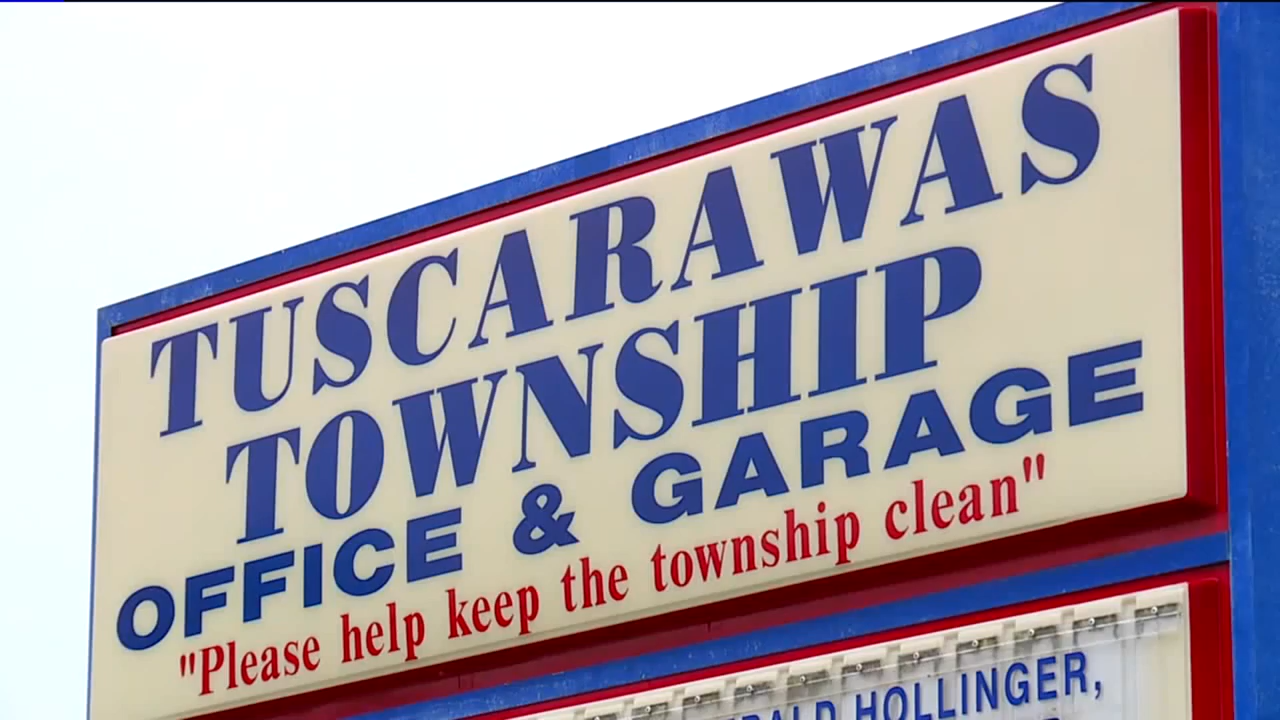 TUSCARAWAS
TOWNSHIP
OFFICE & GARAGE
"Please help keep the township clean"
HOLLINGER,